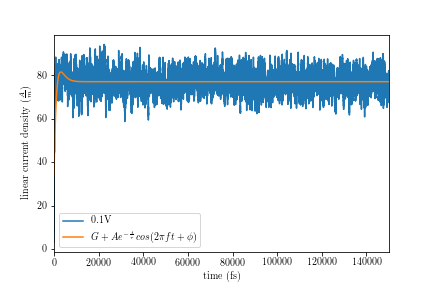 80
60
40
20
0
linear current density (A/m)
0.1V
G + Ae^{-t/τ}cos(2πft + φ)
0 20000 40000 60000 80000 100000 120000 140000
time (fs)